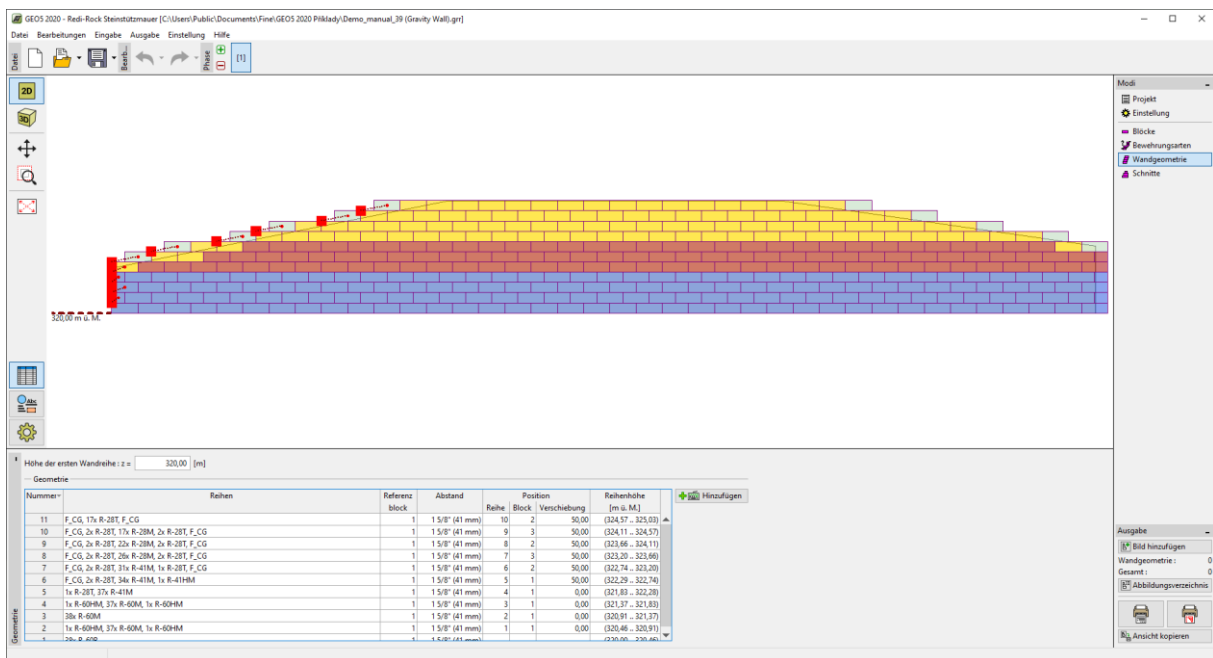 GEO5 2020 - Redi-Rock Steinstützmauer [C:\Users\Public\Documents\Fine\GEO5 2020 Příklady\Demo_manual_39 (Gravity Wall).grr]
Datei Bearbeitungen Eingabe Ausgabe Einstellung Hilfe
Datei
Bearb...
Phase
[1]
2D
3D
320,00 m ü. M.
Abc
Modi
Projekt
Einstellung
Blöcke
Bewehrungsarten
Wandgeometrie
Schnitte
Höhe der ersten Wandreihe : z = 320,00 [m]
Geometrie
Nummer Reihen Referenz Abstand Position Reihenhöhe
block Reihe Block Verschiebung [m ü. M.]
Hinzufügen
11 F_CG, 17x R-28T, F_CG 1 1 5/8" (41 mm) 10 2 50,00 (324,57 .. 325,03)
10 F_CG, 2x R-28T, 17x R-28M, 2x R-28T, F_CG 1 1 5/8" (41 mm) 9 3 50,00 (324,11 .. 324,57)
9 F_CG, 2x R-28T, 22x R-28M, 2x R-28T, F_CG 1 1 5/8" (41 mm) 8 2 50,00 (323,66 .. 324,11)
8 F_CG, 2x R-28T, 26x R-28M, 2x R-28T, F_CG 1 1 5/8" (41 mm) 7 3 50,00 (323,20 .. 323,66)
7 F_CG, 2x R-28T, 31x R-41M, 1x R-28T, F_CG 1 1 5/8" (41 mm) 6 2 50,00 (322,74 .. 323,20)
6 F_CG, 2x R-28T, 34x R-41M, 1x R-41HM 1 1 5/8" (41 mm) 5 1 50,00 (322,29 .. 322,74)
5 1x R-28T, 37x R-41M 1 1 5/8" (41 mm) 4 1 0,00 (321,83 .. 322,28)
4 1x R-60HM, 37x R-60M, 1x R-60HM 1 1 5/8" (41 mm) 3 1 0,00 (321,37 .. 321,83)
3 38x R-60M 1 1 5/8" (41 mm) 2 1 0,00 (320,91 .. 321,37)
2 1x R-60HM, 37x R-60M, 1x R-60HM 1 1 5/8" (41 mm) 1 1 0,00 (320,46 .. 320,91)
Geometrie
Ausgabe
Bild hinzufügen
Wandgeometrie : 0
Gesamt : 0
Abbildungsverzeichnis
Ansicht kopieren